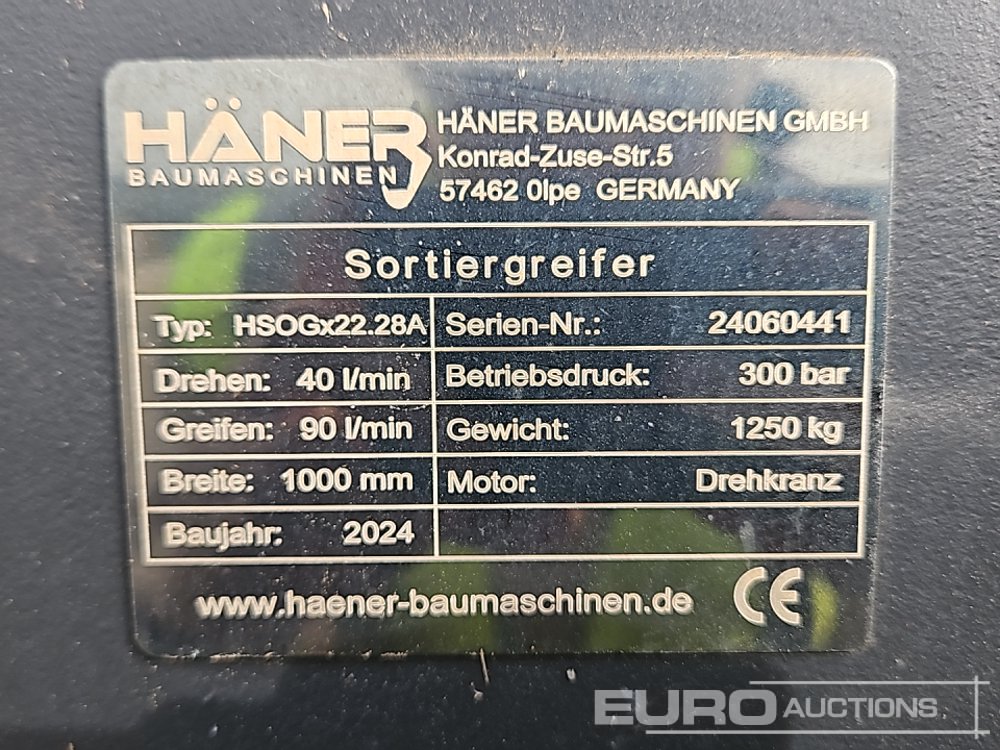 HÄNER
BAUMASCHINEN
HÄNER BAUMASCHINEN GMBH
Konrad-Zuse-Str.5
57462 Olpe GERMANY
Sortiergreifer
Typ: HSOGx22.28A Serien-Nr.: 24060441
Drehen: 40 l/min Betriebsdruck: 300 bar
Greifen: 90 l/min Gewicht: 1250 kg
Breite: 1000 mm Motor: Drehkranz
Baujahr: 2024
www.haener-baumaschinen.de CE
EURO AUCTIONS